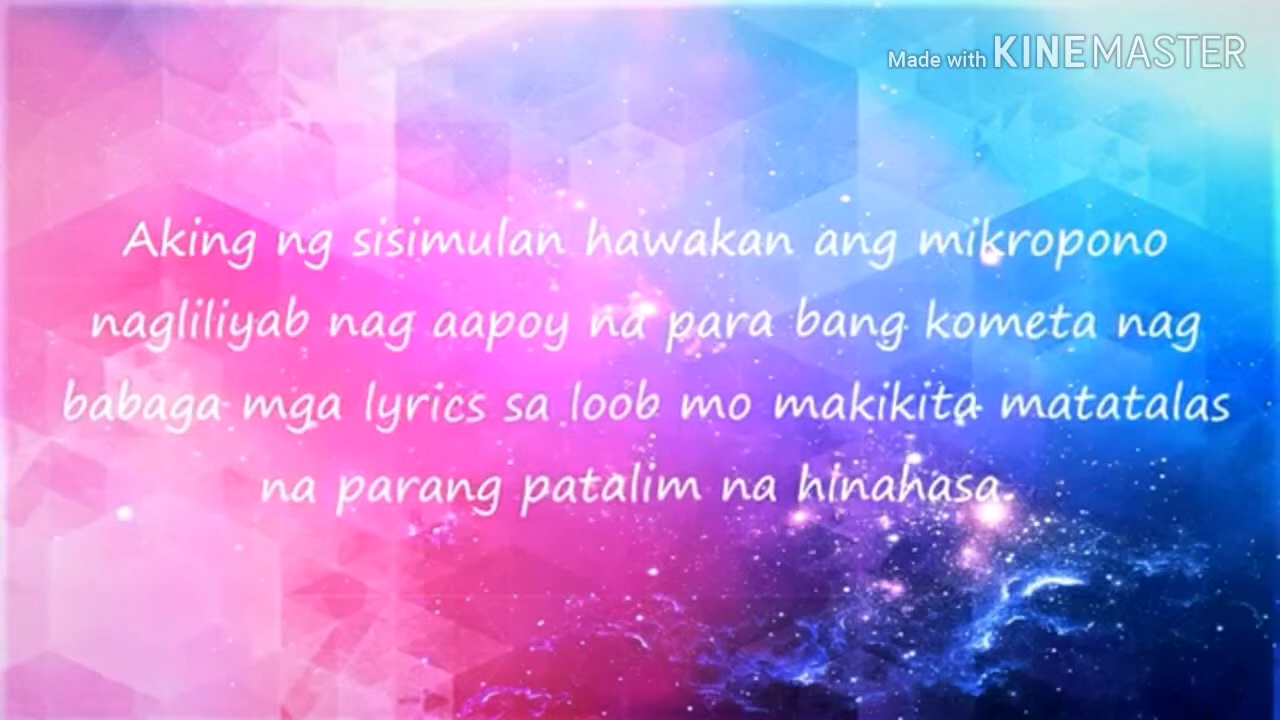 Made with KINEMASTER
Aking ng sisimulan hawakan ang mikropono
nagliliyab nag aapoy na para bang kometa nag
babaga mga lyrics sa loob mo makikita matatalas
na parang patalim na hinahasa